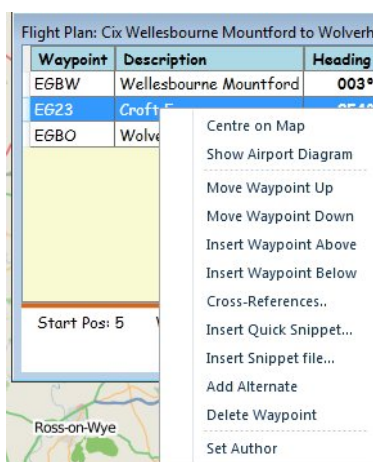 Flight Plan: Cix Wellesbourne Mountford to Wolverh
Waypoint Description Heading
EGBW Wellesbourne Mountford 003°
EG23 Croft
EGBO Wolve
Centre on Map
Show Airport Diagram
Move Waypoint Up
Move Waypoint Down
Insert Waypoint Above
Insert Waypoint Below
Cross-References..
Insert Quick Snippet...
Insert Snippet file...
Add Alternate
Delete Waypoint
Set Author
Start Pos: 5
Ross-on-Wye